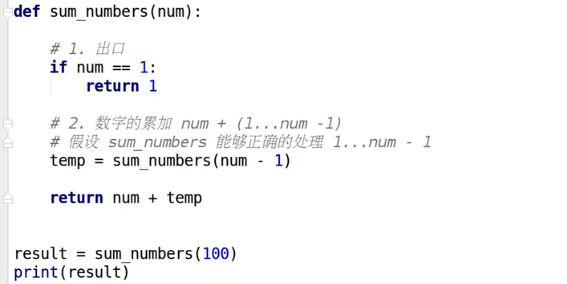 def sum_numbers(num):
# 1. 出口
if num == 1:
return 1
# 2. 数字的累加 num + (1...num -1)
# 假设 sum_numbers 能够正确的处理 1...num - 1
temp = sum_numbers(num - 1)
return num + temp
result = sum_numbers(100)
print(result)